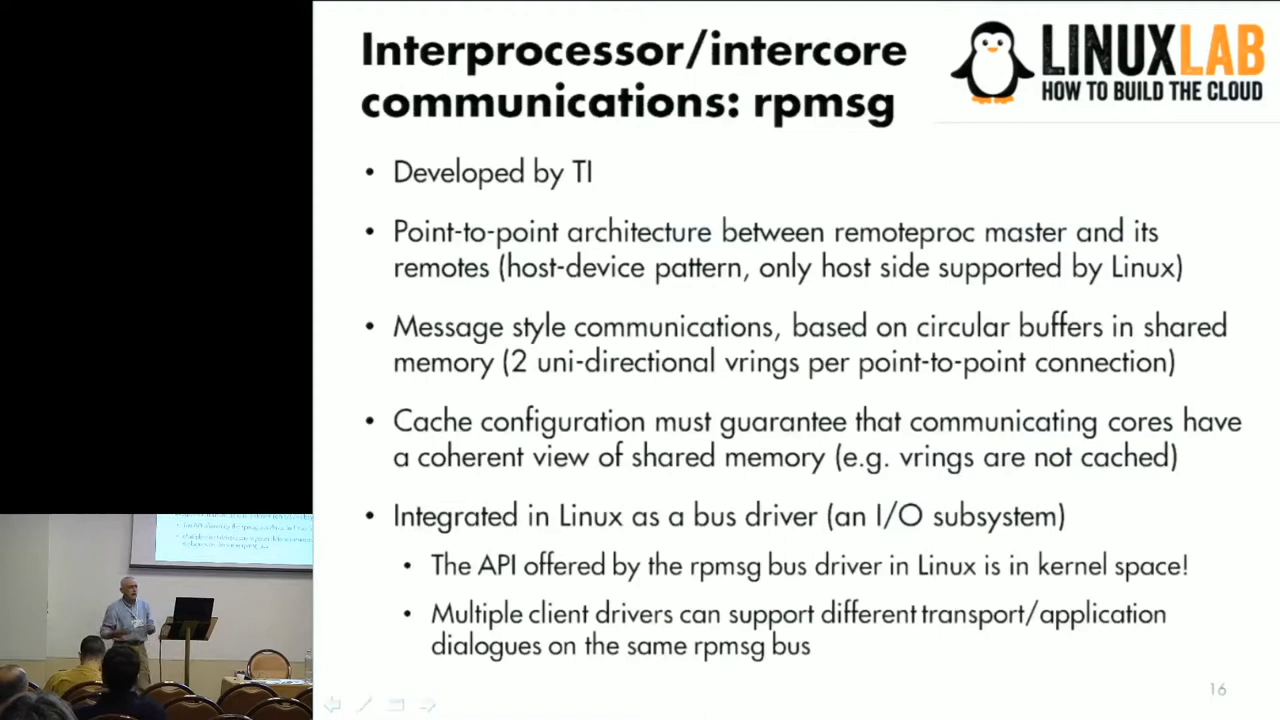 Interprocessor/intercore
communications: rpmsg
LINUXLAB
HOW TO BUILD THE CLOUD
• Developed by TI
• Point-to-point architecture between remoteproc master and its
remotes (host-device pattern, only host side supported by Linux)
• Message style communications, based on circular buffers in shared
memory (2 uni-directional vrings per point-to-point connection)
• Cache configuration must guarantee that communicating cores have
a coherent view of shared memory (e.g. vrings are not cached)
• Integrated in Linux as a bus driver (an I/O subsystem)
• The API offered by the rpmsg bus driver in Linux is in kernel space!
• Multiple client drivers can support different transport/application
dialogues on the same rpmsg bus
16